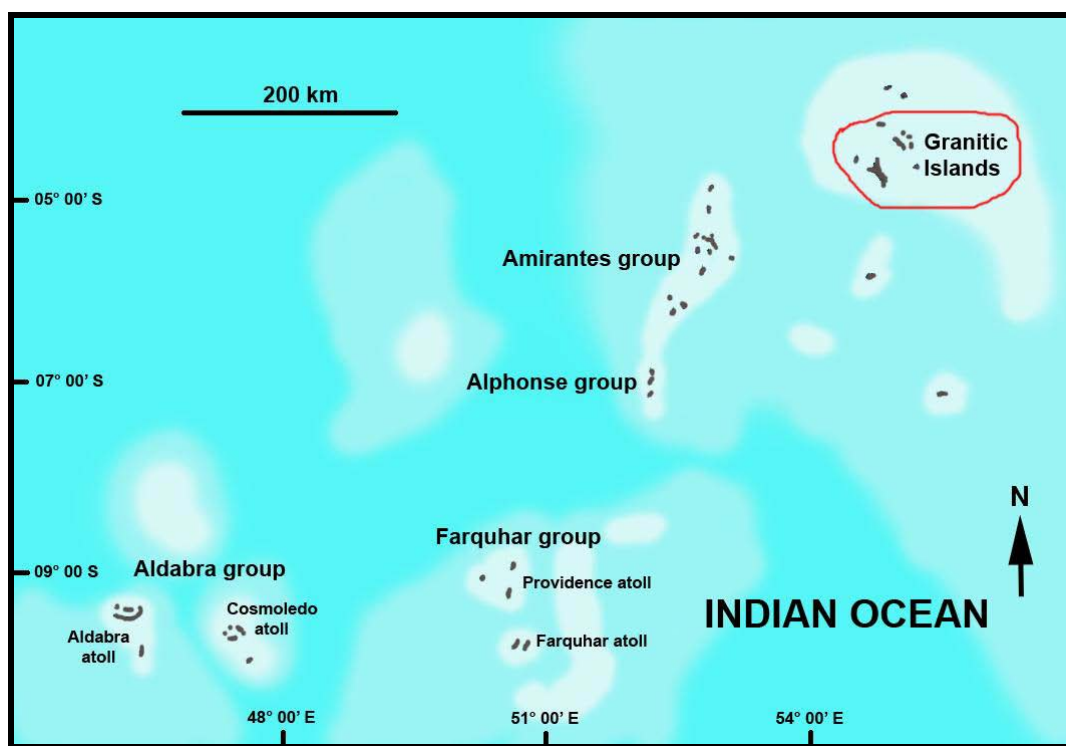 200 km
Granitic
Islands
05° 00' S
Amirantes group
07° 00' S
Alphonse group
N
Farquhar group
09° 00 S
Aldabra group
Providence atoll
Cosmoledo
atoll
INDIAN OCEAN
Aldabra
atoll
Farquhar atoll
48° 00' E
51° 00' E
54° 00' E